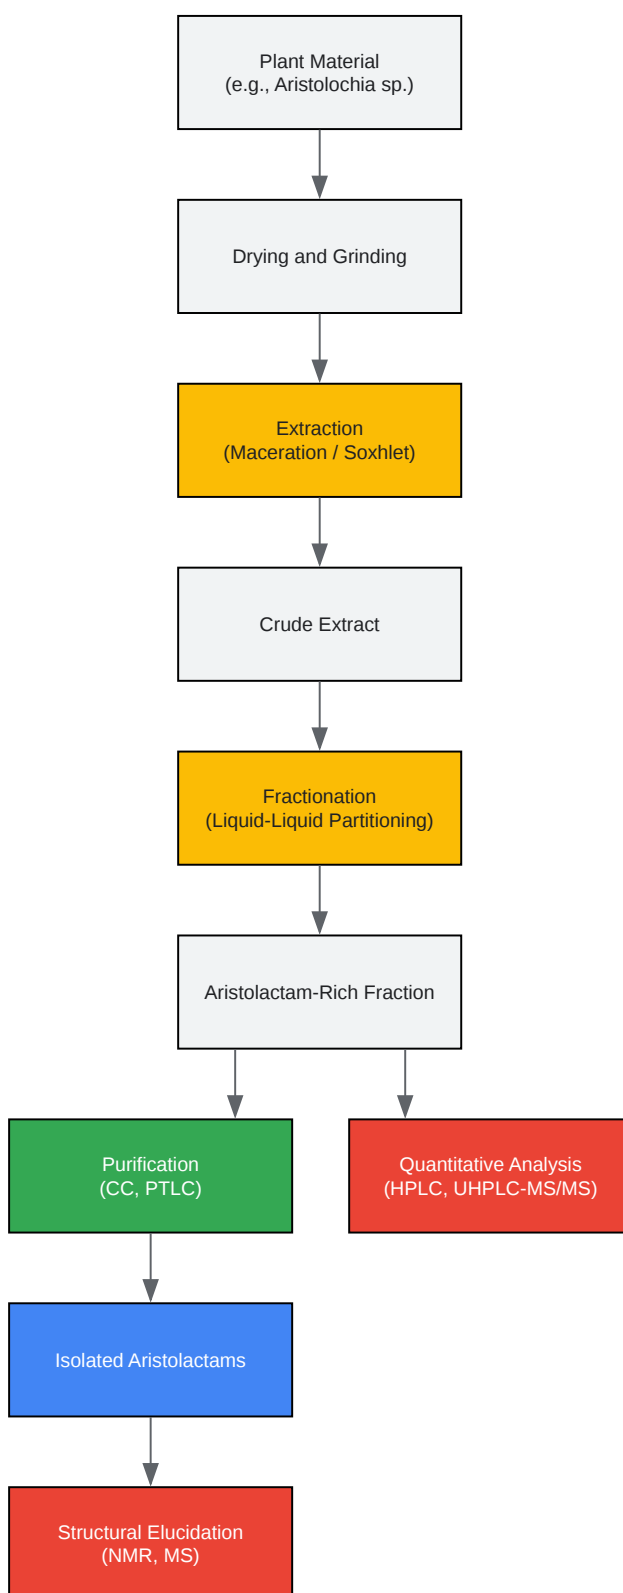 Plant Material
(e.g., Aristolochia sp.)
Drying and Grinding
Extraction
(Maceration / Soxhlet)
Crude Extract
Fractionation
(Liquid-Liquid Partitioning)
Aristolactam-Rich Fraction
Purification
(CC, PTLC)
Quantitative Analysis
(HPLC, UHPLC-MS/MS)
Isolated Aristolactams
Structural Elucidation
(NMR, MS)